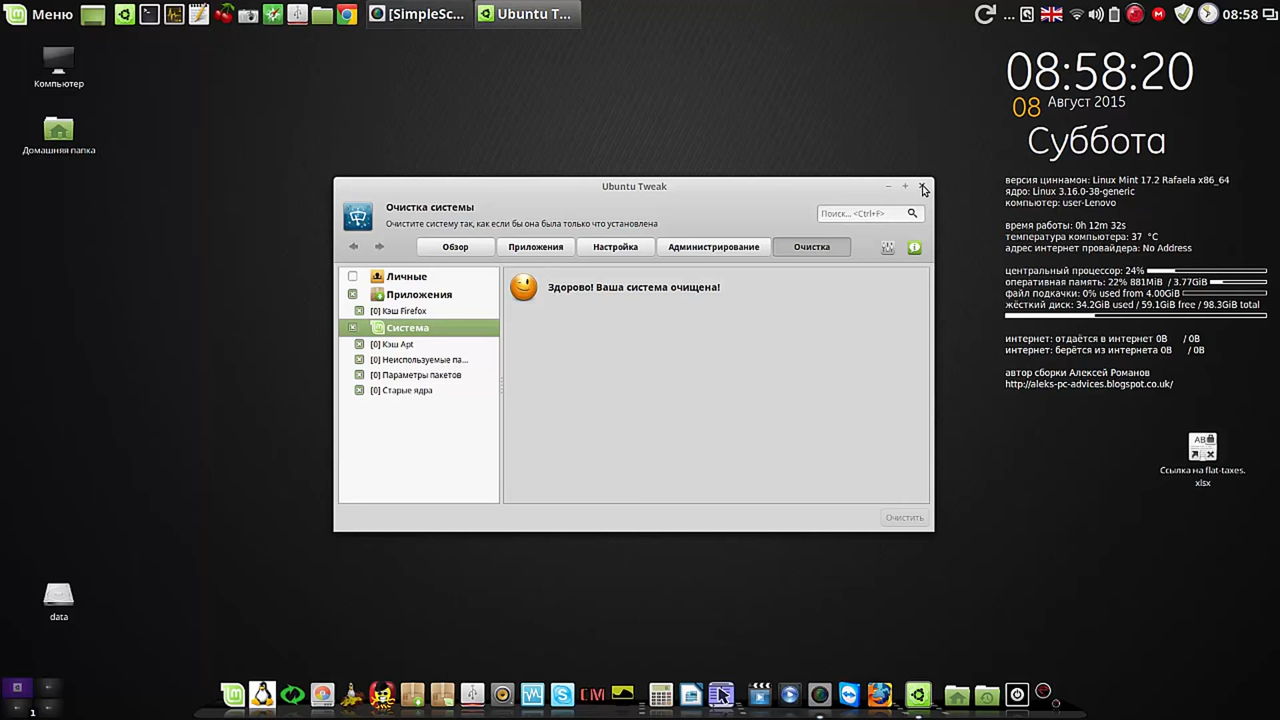 Меню
[SimpleSc...
Ubuntu T...
...
08:58
Компьютер
Домашняя папка
08:58:20
08 Август 2015
Суббота
версия циннамон: Linux Mint 17.2 Rafaela x86_64
ядро: Linux 3.16.0-38-generic
компьютер: user-Lenovo
время работы: 0h 12m 32s
температура компьютера: 37 °C
адрес интернет провайдера: No Address
центральный процессор: 24%
оперативная память: 22% 881MiB / 3.77GiB
файл подкачки: 0% used from 4.00GiB
жёсткий диск: 34.2GiB used / 59.1GiB free / 98.3GiB total
интернет: отдаётся в интернет 0B / 0B
интернет: берётся из интернета 0B / 0B
автор сборки Алексей Романов
http://aleks-pc-advices.blogspot.co.uk/
Ubuntu Tweak
Очистка системы
Очистите систему так, как если бы она была только что установлена
Поиск... <Ctrl+F>
Обзор
Приложения
Настройка
Администрирование
Очистка
Личные
Приложения
[0] Кэш Firefox
Система
[0] Кэш Apt
[0] Неиспользуемые па...
[0] Параметры пакетов
[0] Старые ядра
Здорово! Ваша система очищена!
Очистить
AB
Ссылка на flat-taxes.
xlsx
data
1